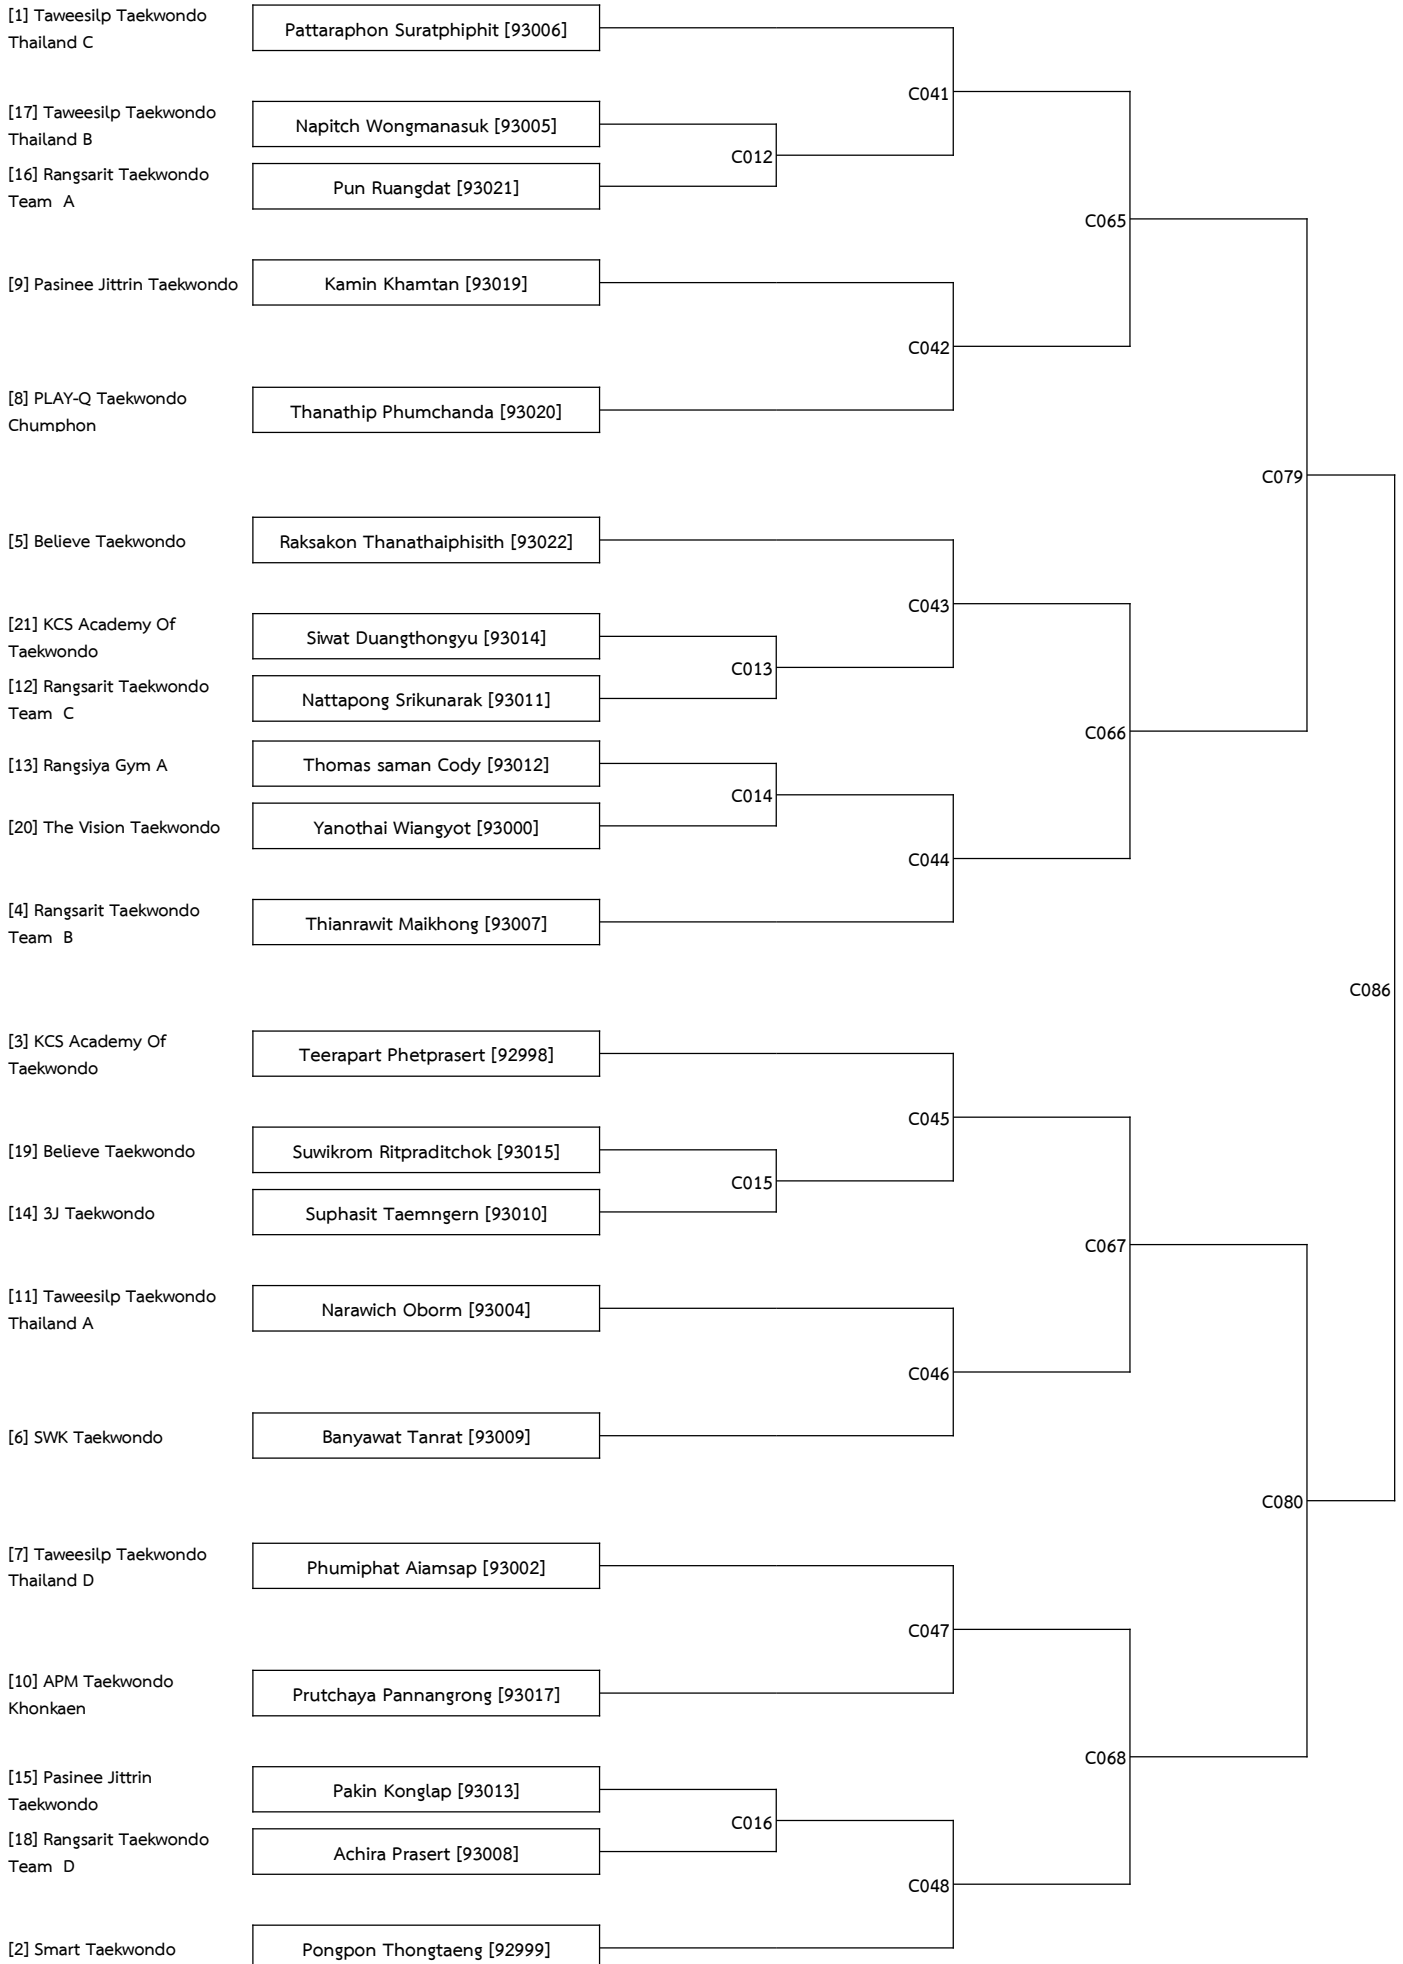 [1] Taweesilp Taekwondo
Thailand C
Pattaraphon Suratphiphit [93006]
C041
[17] Taweesilp Taekwondo
Thailand B
Napitch Wongmanasuk [93005]
C012
[16] Rangsarit Taekwondo
Team  A
Pun Ruangdat [93021]
C065
[9] Pasinee Jittrin Taekwondo
Kamin Khamtan [93019]
C042
[8] PLAY-Q Taekwondo
Chumphon
Thanathip Phumchanda [93020]
C079
[5] Believe Taekwondo
Raksakon Thanathaiphisith [93022]
C043
[21] KCS Academy Of
Taekwondo
Siwat Duangthongyu [93014]
C013
[12] Rangsarit Taekwondo
Team  C
Nattapong Srikunarak [93011]
C066
[13] Rangsiya Gym A
Thomas saman Cody [93012]
C014
[20] The Vision Taekwondo
Yanothai Wiangyot [93000]
C044
[4] Rangsarit Taekwondo
Team  B
Thianrawit Maikhong [93007]
C086
[3] KCS Academy Of
Taekwondo
Teerapart Phetprasert [92998]
C045
[19] Believe Taekwondo
Suwikrom Ritpraditchok [93015]
C015
[14] 3J Taekwondo
Suphasit Taemngern [93010]
C067
[11] Taweesilp Taekwondo
Thailand A
Narawich Oborm [93004]
C046
[6] SWK Taekwondo
Banyawat Tanrat [93009]
C080
[7] Taweesilp Taekwondo
Thailand D
Phumiphat Aiamsap [93002]
C047
[10] APM Taekwondo
Khonkaen
Prutchaya Pannangrong [93017]
C068
[15] Pasinee Jittrin
Taekwondo
Pakin Konglap [93013]
C016
[18] Rangsarit Taekwondo
Team  D
Achira Prasert [93008]
C048
[2] Smart Taekwondo
Pongpon Thongtaeng [92999]